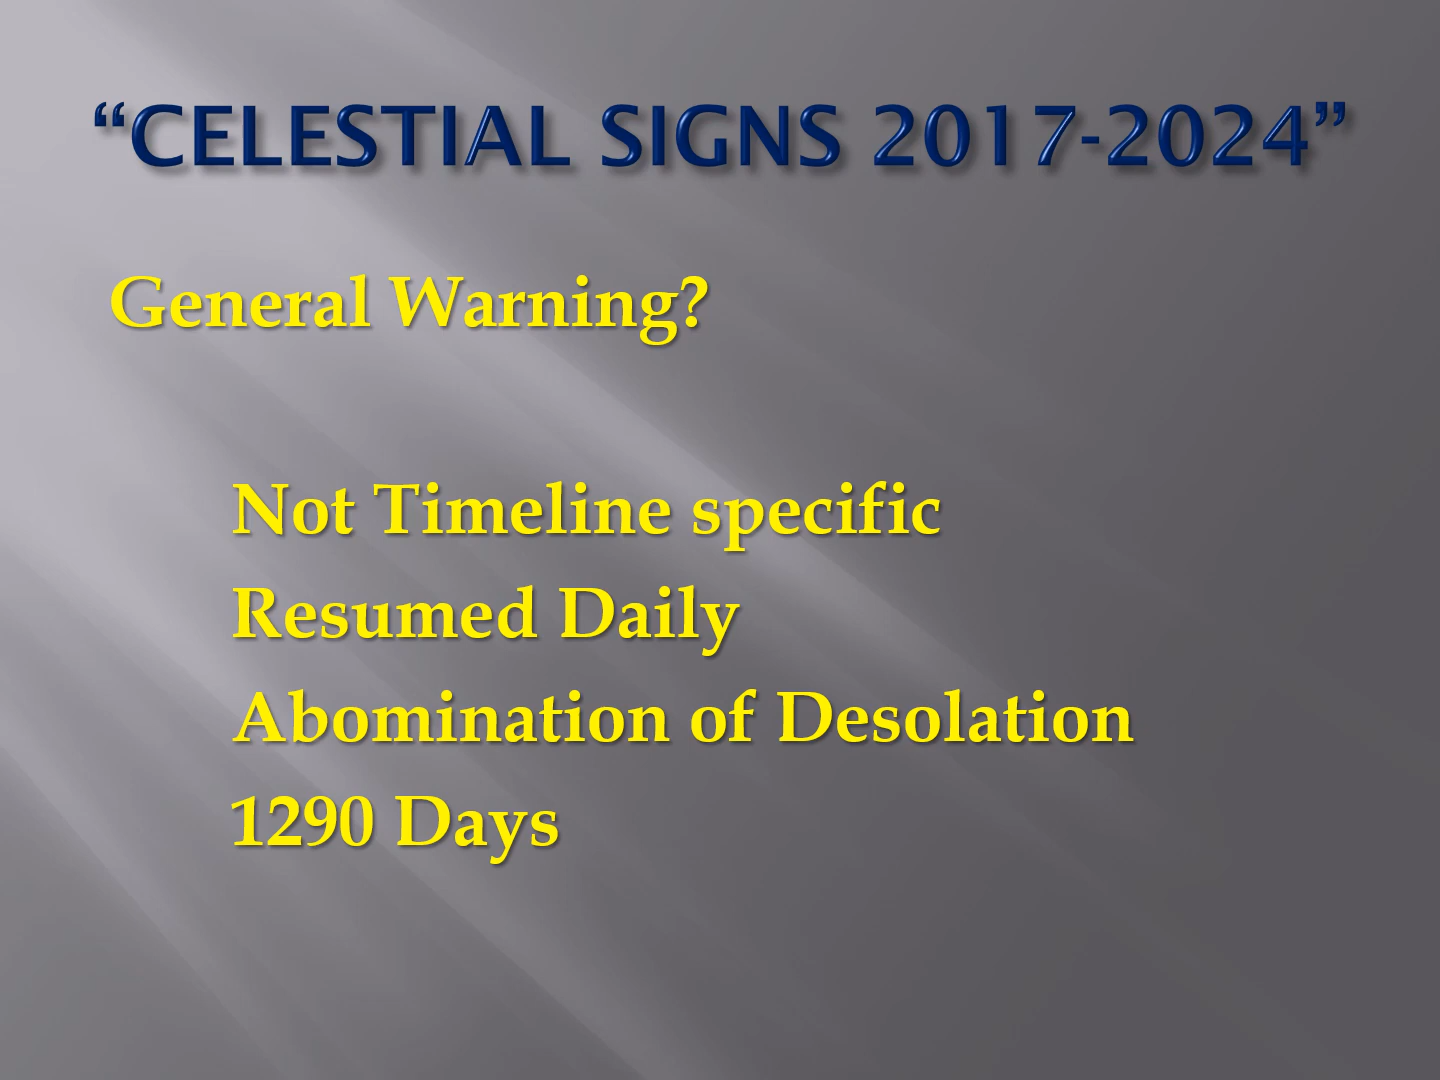 “CELESTIAL SIGNS 2017-2024”
General Warning?
Not Timeline specific
Resumed Daily
Abomination of Desolation
1290 Days